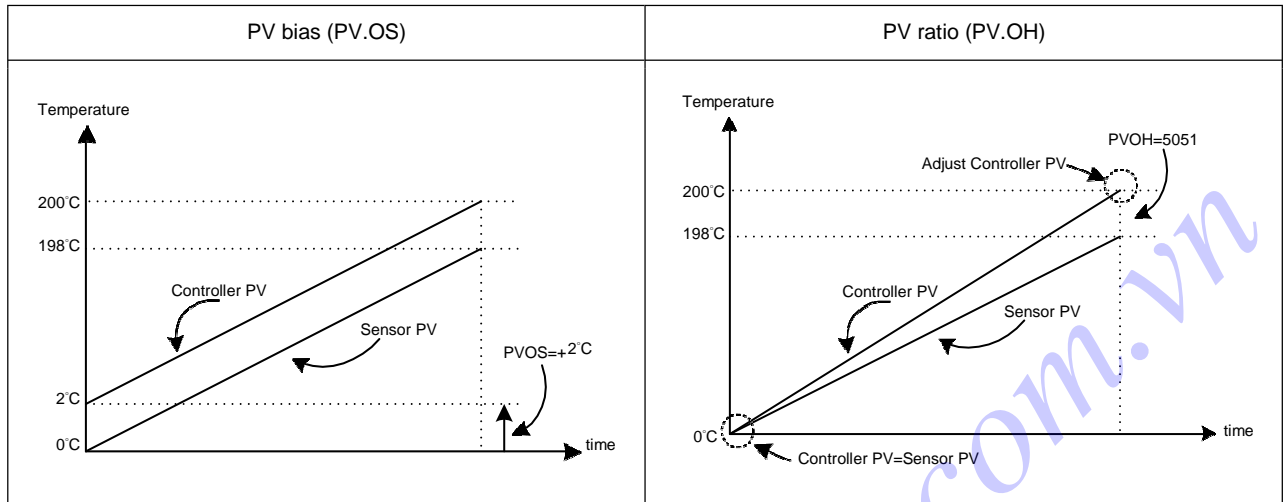 PV bias (PV.OS)
PV ratio (PV.OH)
Temperature
200°C
198°C
Controller PV
Sensor PV
PVOS=+2°C
2°C
0°C
time
Temperature
PVOH=5051
Adjust Controller PV
200°C
198°C
Controller PV
Sensor PV
0°C
time
Controller PV=Sensor PV
com.vn